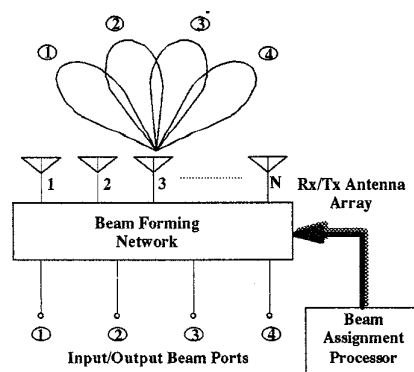 ② ③
① ④
1 2 3 N
Rx/Tx Antenna
Array
Beam Forming
Network
① ② ③ ④
Input/Output Beam Ports
Beam
Assignment
Processor